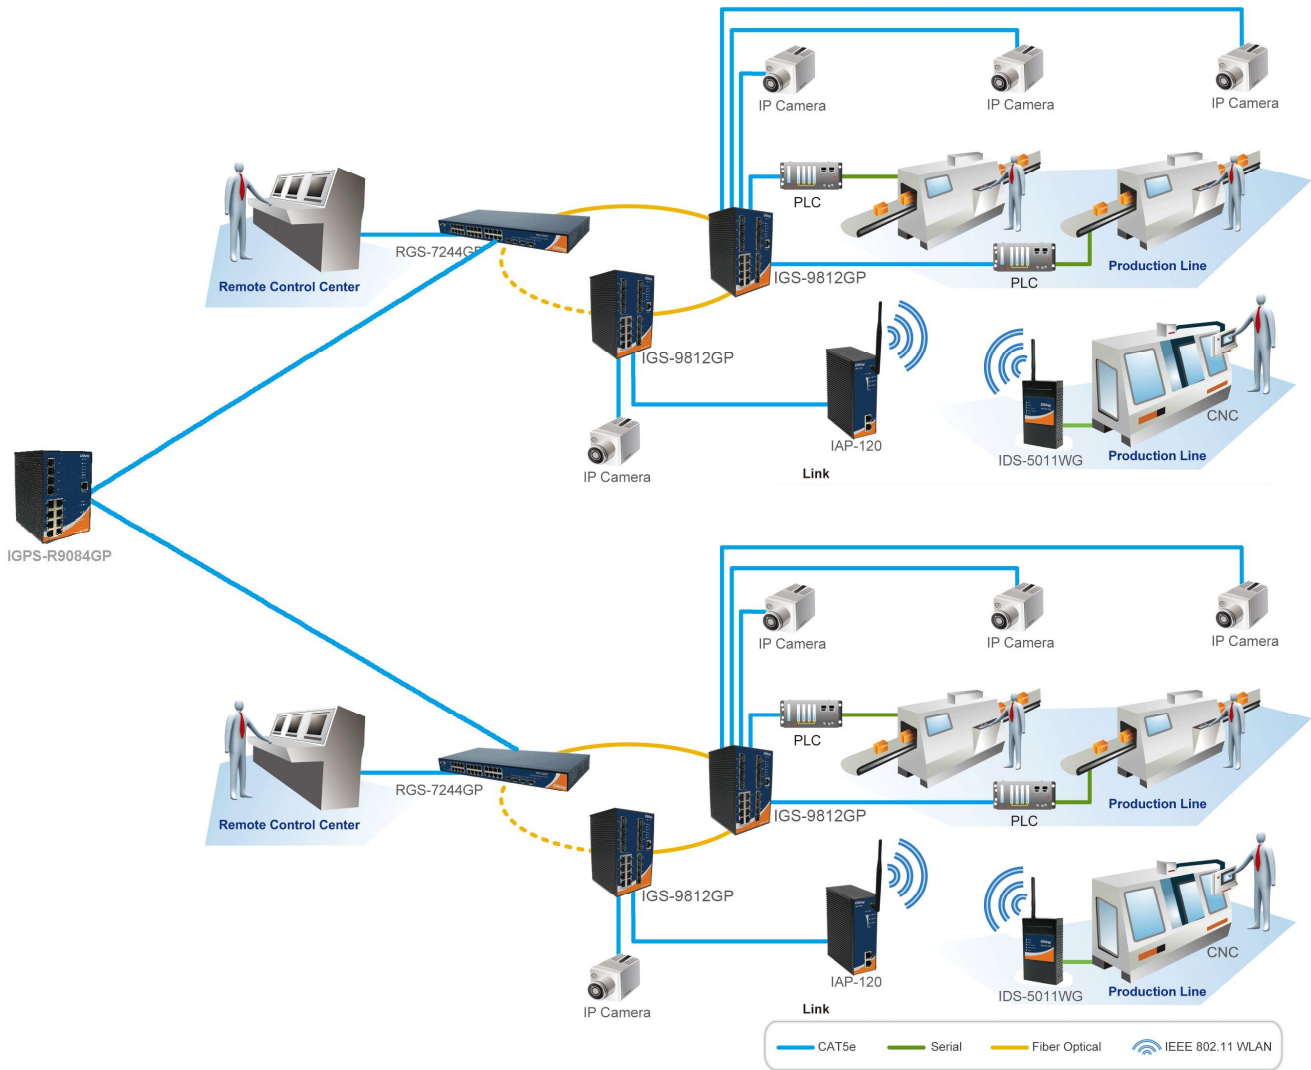 IP Camera
IP Camera
IP Camera
PLC
RGS-7244GP
Remote Control Center
IGS-9812GP
PLC
Production Line
IGS-9812GP
IAP-120
CNC
IDS-5011WG
Production Line
IP Camera
Link
IGPS-R9084GP
IP Camera
IP Camera
IP Camera
PLC
RGS-7244GP
Remote Control Center
IGS-9812GP
PLC
Production Line
IGS-9812GP
IAP-120
CNC
IDS-5011WG
Production Line
IP Camera
Link
CAT5e
Serial
Fiber Optical
IEEE 802.11 WLAN